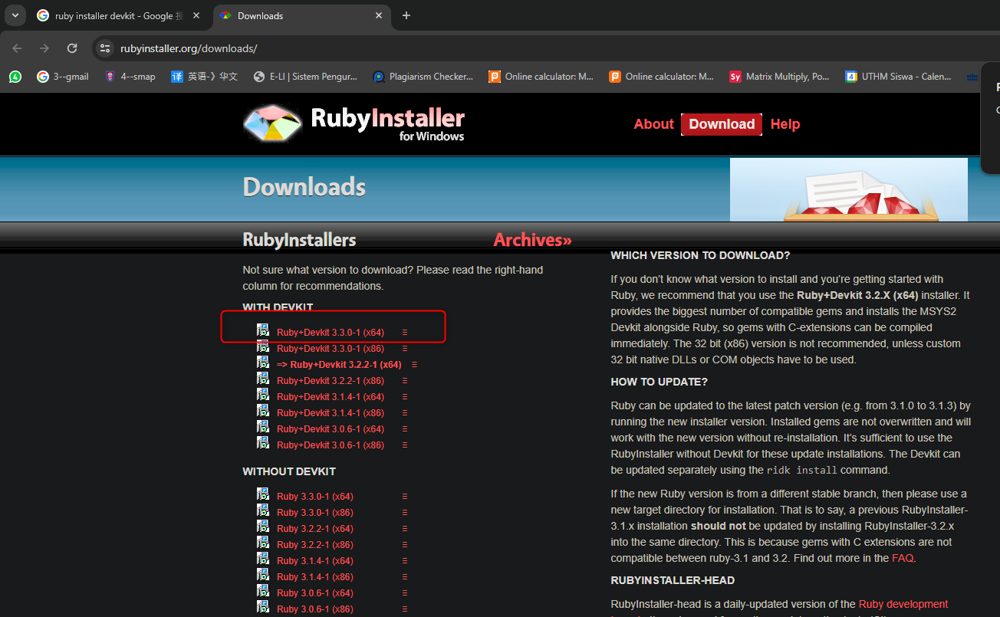 ruby installer devkit - Google 搜
Downloads
rubyinstaller.org/downloads/
4
3--gmail
4--smap
译 英语-》华文
E-LI | Sistem Pengur...
Plagiarism Checker...
Online calculator: M...
Online calculator: M...
Sy Matrix Multiply, Po...
4 UTHM Siswa - Calen...
RubyInstaller
for Windows
About
Download
Help
Downloads
RubyInstallers
Archives»
Not sure what version to download? Please read the right-hand
column for recommendations.
WITH DEVKIT
Ruby+Devkit 3.3.0-1 (x64)
Ruby+Devkit 3.3.0-1 (x86)
=> Ruby+Devkit 3.2.2-1 (x64)
Ruby+Devkit 3.2.2-1 (x86)
Ruby+Devkit 3.1.4-1 (x64)
Ruby+Devkit 3.1.4-1 (x86)
Ruby+Devkit 3.0.6-1 (x64)
Ruby+Devkit 3.0.6-1 (x86)
WITHOUT DEVKIT
Ruby 3.3.0-1 (x64)
Ruby 3.3.0-1 (x86)
Ruby 3.2.2-1 (x64)
Ruby 3.2.2-1 (x86)
Ruby 3.1.4-1 (x64)
Ruby 3.1.4-1 (x86)
Ruby 3.0.6-1 (x64)
Ruby 3.0.6-1 (x86)
WHICH VERSION TO DOWNLOAD?
If you don't know what version to install and you're getting started with
Ruby, we recommend that you use the Ruby+Devkit 3.2.X (x64) installer. It
provides the biggest number of compatible gems and installs the MSYS2
Devkit alongside Ruby, so gems with C-extensions can be compiled
immediately. The 32 bit (x86) version is not recommended, unless custom
32 bit native DLLs or COM objects have to be used.
HOW TO UPDATE?
Ruby can be updated to the latest patch version (e.g. from 3.1.0 to 3.1.3) by
running the new installer version. Installed gems are not overwritten and will
work with the new version without re-installation. It's sufficient to use the
RubyInstaller without Devkit for these update installations. The Devkit can
be updated separately using the ridk install command.
If the new Ruby version is from a different stable branch, then please use a
new target directory for installation. That is to say, a previous RubyInstaller-
3.1.x installation should not be updated by installing RubyInstaller-3.2.x
into the same directory. This is because gems with C extensions are not
compatible between ruby-3.1 and 3.2. Find out more in the FAQ.
RUBYINSTALLER-HEAD
RubyInstaller-head is a daily-updated version of the Ruby development